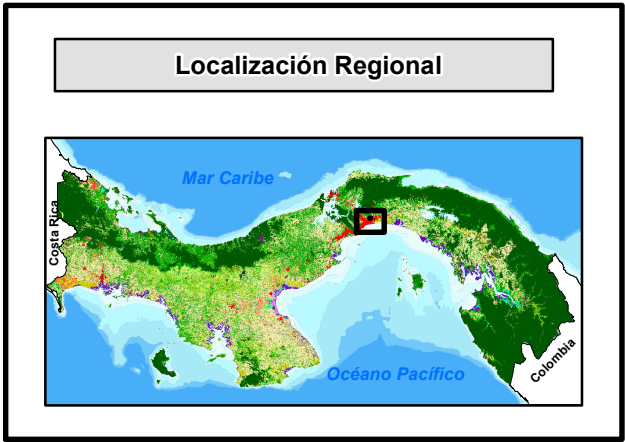 Localización Regional
Mar Caribe
Costa Rica
Océano Pacífico
Colombia